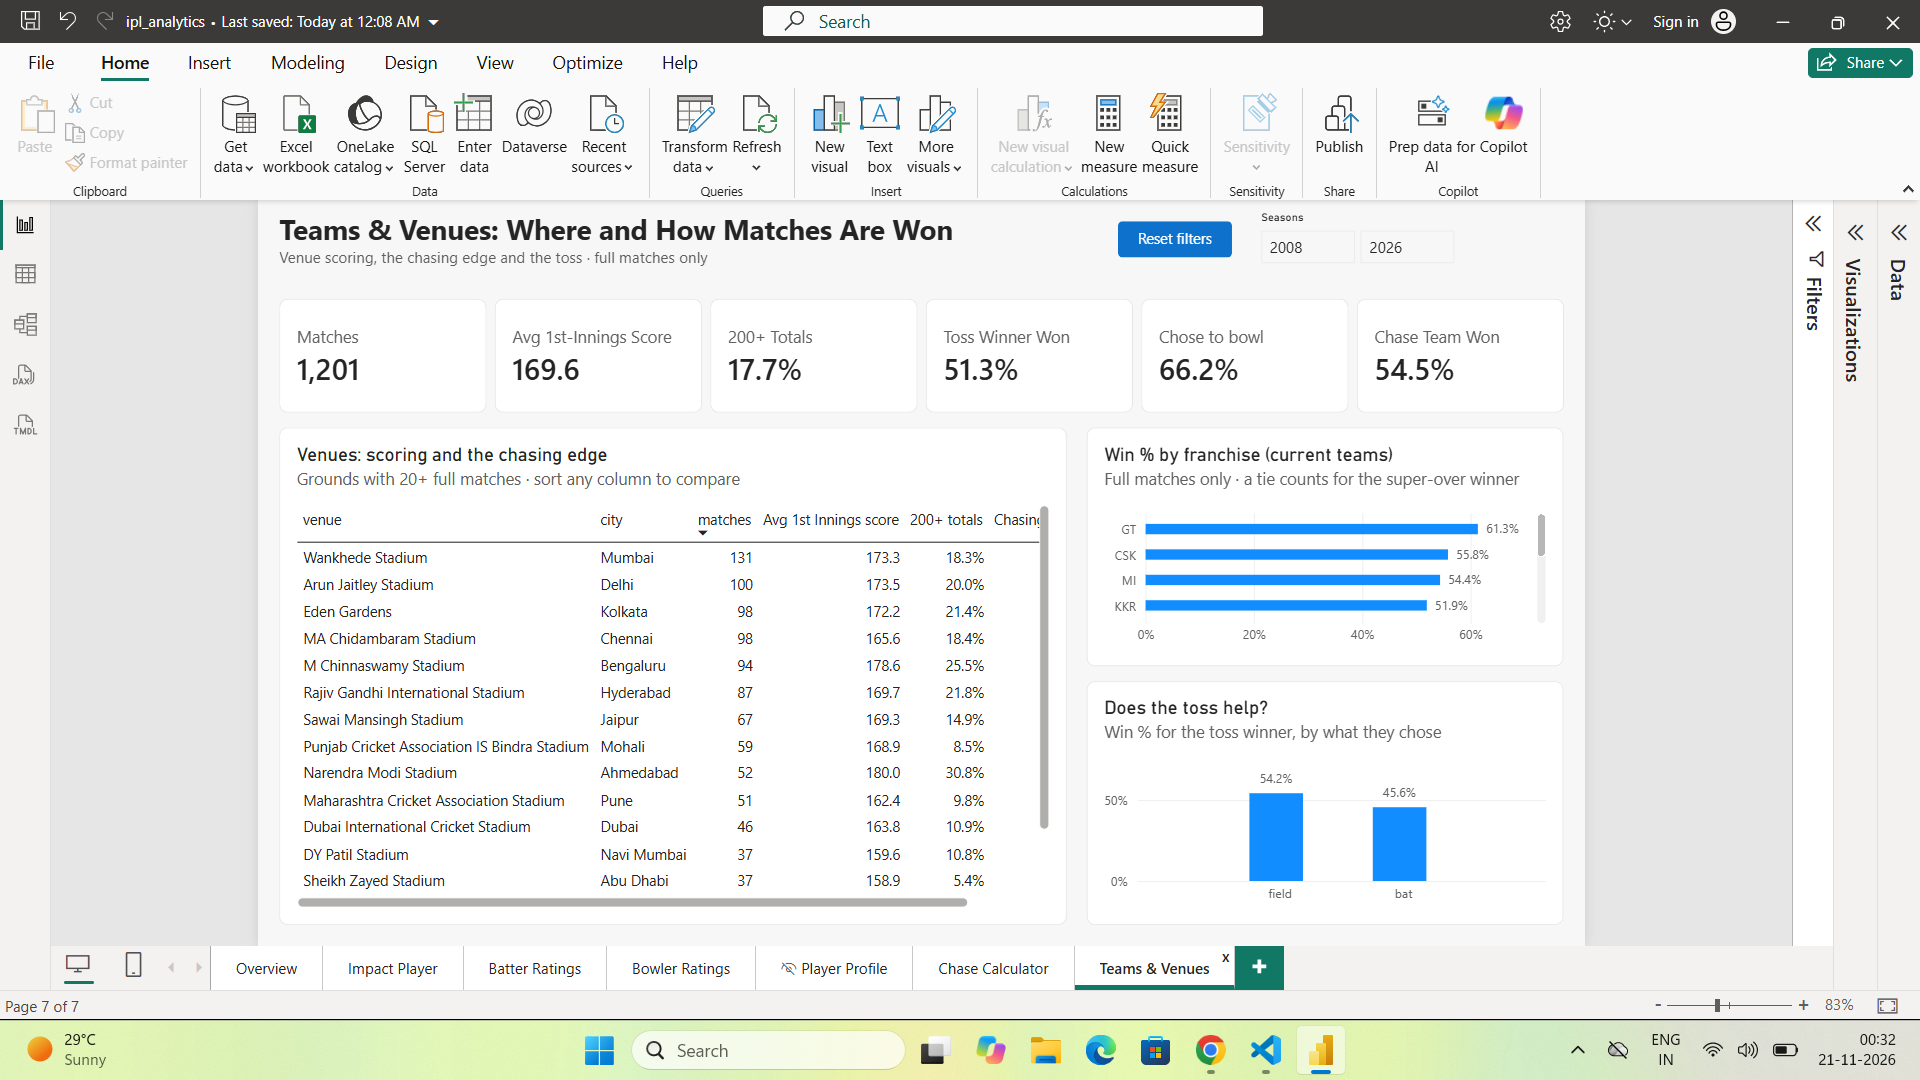 ipl_analytics • Last saved: Today at 12:08 AM
Search
Sign in
File Home Insert Modeling Design View Optimize Help
Share
Paste
Cut
Copy
Format painter
Clipboard
Get data
Excel workbook
OneLake catalog
SQL Server
Enter data
Dataverse
Recent sources
Data
Transform data
Refresh
Queries
New visual
Text box
More visuals
Insert
New visual calculation
New measure
Quick measure
Calculations
Sensitivity
Sensitivity
Publish
Share
Prep data for AI
Copilot
Copilot
DAX
TMDL
Teams & Venues: Where and How Matches Are Won
Venue scoring, the chasing edge and the toss · full matches only
Reset filters
Seasons
2008 2026
Matches
1,201
Avg 1st-Innings Score
169.6
200+ Totals
17.7%
Toss Winner Won
51.3%
Chose to bowl
66.2%
Chase Team Won
54.5%
Venues: scoring and the chasing edge
Grounds with 20+ full matches · sort any column to compare
venue city matches Avg 1st Innings score 200+ totals Chasing
Wankhede Stadium Mumbai 131 173.3 18.3%
Arun Jaitley Stadium Delhi 100 173.5 20.0%
Eden Gardens Kolkata 98 172.2 21.4%
MA Chidambaram Stadium Chennai 98 165.6 18.4%
M Chinnaswamy Stadium Bengaluru 94 178.6 25.5%
Rajiv Gandhi International Stadium Hyderabad 87 169.7 21.8%
Sawai Mansingh Stadium Jaipur 67 169.3 14.9%
Punjab Cricket Association IS Bindra Stadium Mohali 59 168.9 8.5%
Narendra Modi Stadium Ahmedabad 52 180.0 30.8%
Maharashtra Cricket Association Stadium Pune 51 162.4 9.8%
Dubai International Cricket Stadium Dubai 46 163.8 10.9%
DY Patil Stadium Navi Mumbai 37 159.6 10.8%
Sheikh Zayed Stadium Abu Dhabi 37 158.9 5.4%
Win % by franchise (current teams)
Full matches only · a tie counts for the super-over winner
GT 61.3%
CSK 55.8%
MI 54.4%
KKR 51.9%
0% 20% 40% 60%
Does the toss help?
Win % for the toss winner, by what they chose
54.2%
45.6%
50%
0%
field bat
Filters
Visualizations
Data
Overview Impact Player Batter Ratings Bowler Ratings Player Profile Chase Calculator Teams & Venues x +
Page 7 of 7
- + 83%
29°C
Sunny
Search
ENG
IN
00:32
21-11-2026